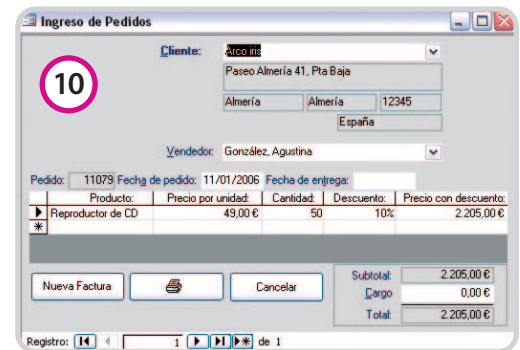 Ingreso de Pedidos
10
Cliente: Arco iris
Paseo Almería 41, Pta Baja
Almería Almería 12345
España
Vendedor: González, Agustina
Pedido: 11079 Fecha de pedido: 11/01/2006 Fecha de entrega:
Producto: Precio por unidad: Cantidad: Descuento: Precio con descuento:
Reproductor de CD 49,00 € 50 10% 2.205,00 €
Nueva Factura Cancelar Subtotal: 2.205,00 €
Cargo 0,00 €
Total: 2.205,00 €
Registro: 1 de 1